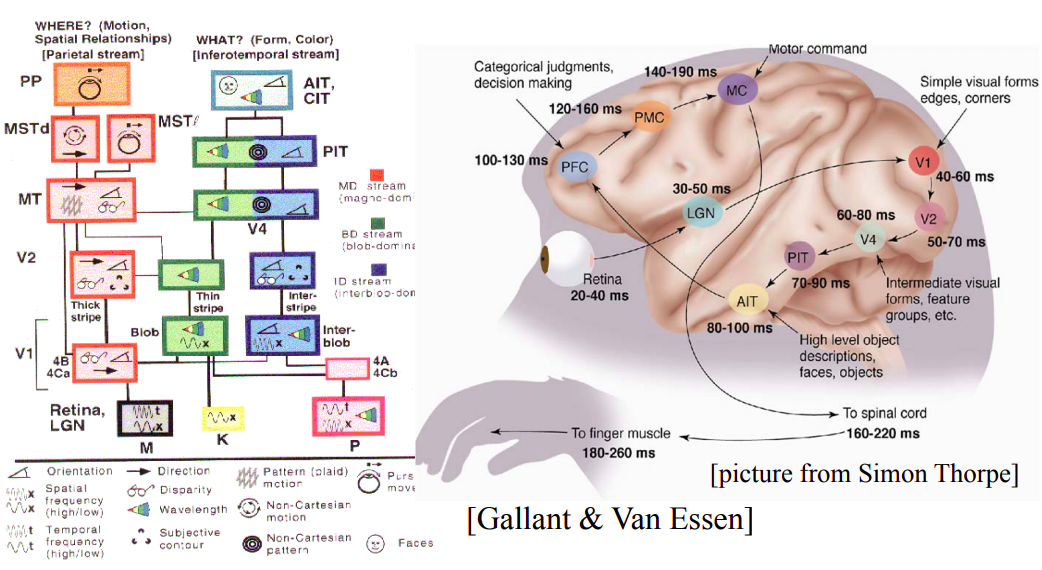 WHERE? (Motion,
Spatial Relationships)
[Parietal stream]
WHAT? (Form, Color)
[Inferotemporal stream]
PP
AIT,
CIT
MSTd
MSTℓ
PIT
MT
V4
MD stream
(magno-dom
BD stream
(blob-domina
ID stream
(interblob-don
V2
Thick
stripe
Thin
stripe
Inter-
stripe
V1
Blob
Inter-
blob
4B
4Ca
4A
4Cb
Retina,
LGN
t
x
x
t
x
x
x
M
K
P
Orientation
Direction
Pattern (plaid)
motion
Purs
move
x
x
Spatial
frequency
(high/low)
Disparity
Wavelength
Non-Cartesian
motion
t
t
Temporal
frequency
(high/low)
Subjective
contour
Non-Cartesian
pattern
Faces
Motor command
Categorical judgments,
decision making
140-190 ms
MC
Simple visual forms
edges, corners
120-160 ms
PMC
100-130 ms
PFC
V1
40-60 ms
30-50 ms
LGN
60-80 ms
V2
V4
50-70 ms
PIT
Retina
20-40 ms
70-90 ms
Intermediate visual
forms, feature
groups, etc.
AIT
80-100 ms
High level object
descriptions,
faces, objects
To spinal cord
160-220 ms
To finger muscle
180-260 ms
[picture from Simon Thorpe]
[Gallant & Van Essen]